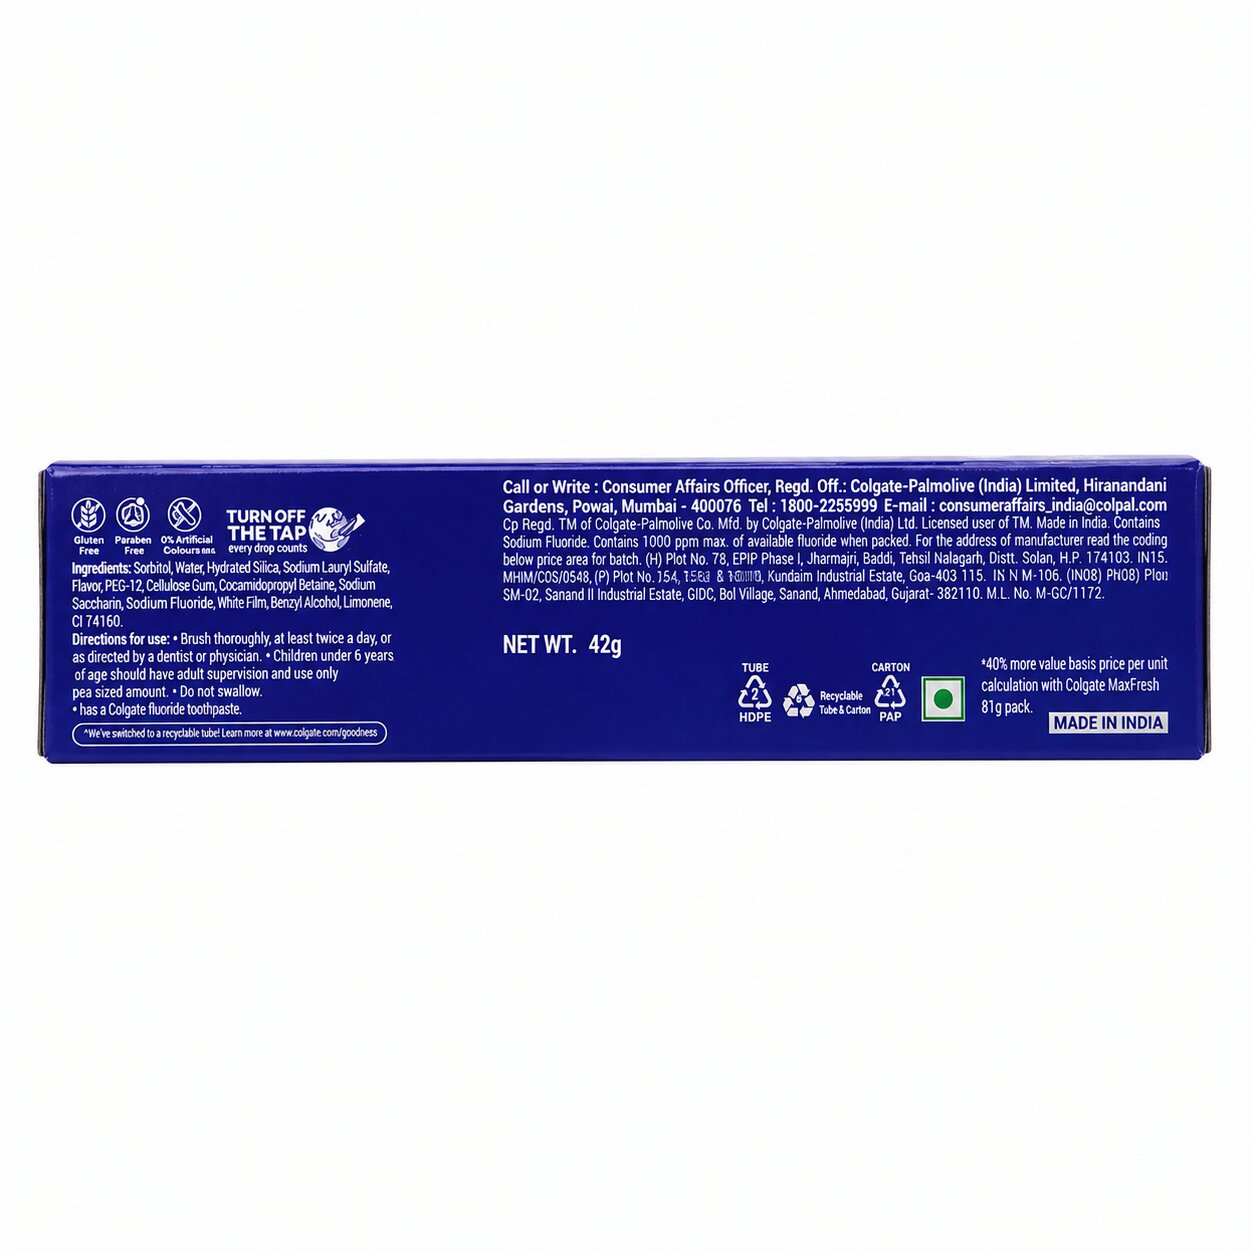 Gluten Free
Paraben Free
0% Artificial Colours
TURN OFF
THE TAP
every drop counts
Ingredients: Sorbitol, Water, Hydrated Silica, Sodium Lauryl Sulfate,
Flavor, PEG-12, Cellulose Gum, Cocamidopropyl Betaine, Sodium
Saccharin, Sodium Fluoride, White Film, Benzyl Alcohol, Limonene,
CI 74160.
Directions for use: • Brush thoroughly, at least twice a day, or
as directed by a dentist or physician. • Children under 6 years
of age should have adult supervision and use only
pea sized amount. • Do not swallow.
• has a Colgate fluoride toothpaste.
^We've switched to a recyclable tube! Learn more at www.colgate.com/goodness
Call or Write : Consumer Affairs Officer, Regd. Off.: Colgate-Palmolive (India) Limited, Hiranandani
Gardens, Powai, Mumbai - 400076 Tel : 1800-2255999 E-mail : consumeraffairs_india@colpal.com
Cp Regd. TM of Colgate-Palmolive Co. Mfd. by Colgate-Palmolive (India) Ltd. Licensed user of TM. Made in India. Contains
Sodium Fluoride. Contains 1000 ppm max. of available fluoride when packed. For the address of manufacturer read the coding
below price area for batch. (H) Plot No. 78, EPIP Phase I, Jharmajri, Baddi, Tehsil Nalagarh, Distt. Solan, H.P. 174103. IN15.
MHIM/COS/0548, (P) Plot No. 154, & Kundaim Industrial Estate, Goa-403 115. IN N M-106. (IN08)
SM-02, Sanand II Industrial Estate, GIDC, Bol Village, Sanand, Ahmedabad, Gujarat- 382110. M.L. No. M-GC/1172.
NET WT. 42g
TUBE
2
HDPE
Recyclable
Tube & Carton
CARTON
21
PAP
*40% more value basis price per unit
calculation with Colgate MaxFresh
81g pack.
MADE IN INDIA